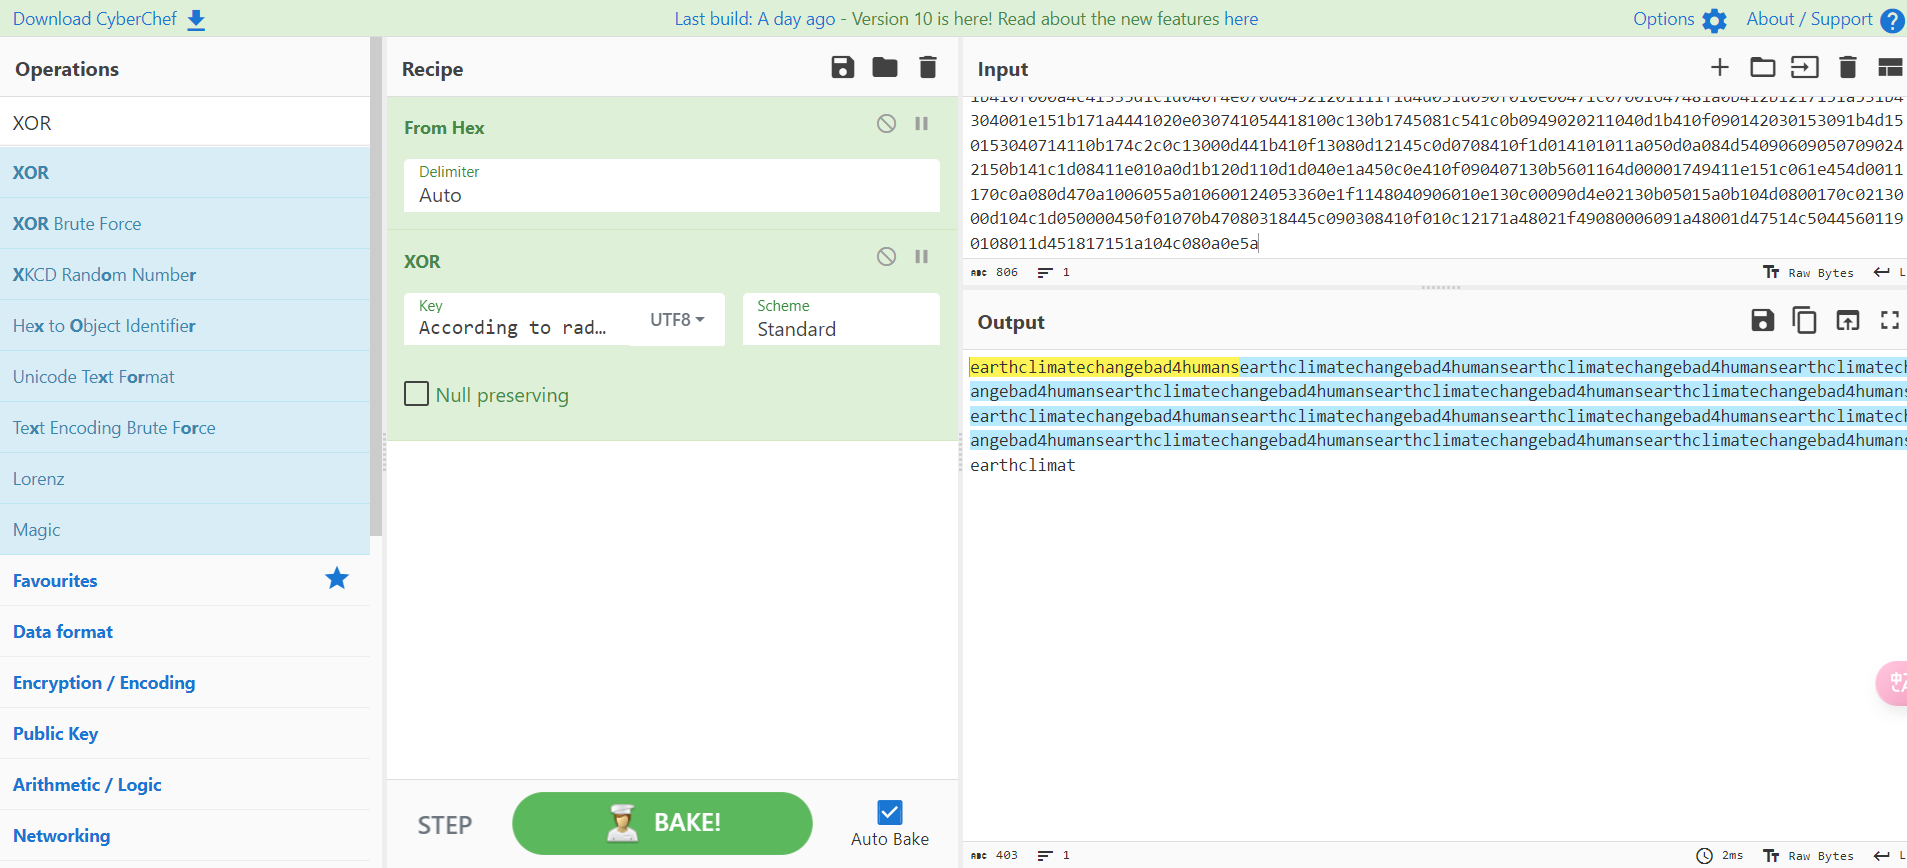 Download CyberChef
Last build: A day ago - Version 10 is here! Read about the new features here
Options
About / Support
Operations
XOR
XOR
XOR Brute Force
XKCD Random Number
Hex to Object Identifier
Unicode Text Format
Text Encoding Brute Force
Lorenz
Magic
Favourites
Data format
Encryption / Encoding
Public Key
Arithmetic / Logic
Networking
Recipe
From Hex
Delimiter
Auto
XOR
Key
According to rad…
UTF8
Scheme
Standard
Null preserving
STEP
BAKE!
Auto Bake
Input
304001e151b171a4441020e030741054418100c130b1745081c541c0b0949020211040d1b410f090142030153091b4d15
015304071411 0b174c2c0c13000d441b410f13080d12145c0d0708410f1d014101011a050d0a084d54090609050709024
2150b141c1d08411e010a0d1b120d110d1d040e1a450c0e410f090407130b5601164d00001749411e151c061e454d0011
170c0a080d470a1006055a010600124053360e1f1148040906010e130c00090d4e02130b05015a0b104d0800170c02130
00d104c1d050000450f01070b47080318445c090308410f010c12171a48021f49080006091a48001d47514c5044560119
0108011d451817151a104c080a0e5a
806
1
Raw Bytes
Output
earthclimatechangebad4humansearthclimatechangebad4humansearthclimatechangebad4humansearthclimatech
angebad4humansearthclimatechangebad4humansearthclimatechangebad4humansearthclimatechangebad4humans
earthclimatechangebad4humansearthclimatechangebad4humansearthclimatechangebad4humansearthclimatech
angebad4humansearthclimatechangebad4humansearthclimatechangebad4humansearthclimatechangebad4humans
earthclimat
403
1
2ms
Raw Bytes